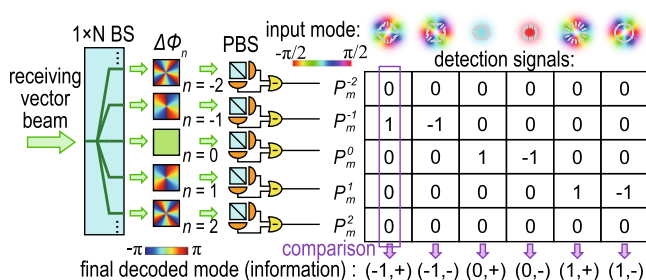 1×N BS ΔΦₙ PBS input mode:
-π/2 π/2
receiving vector beam
detection signals:
n = -2 P_m^-2 0 0 0 0 0 0
n = -1 P_m^-1 1 -1 0 0 0 0
n = 0 P_m^0 0 0 1 -1 0 0
n = 1 P_m^1 0 0 0 0 1 -1
n = 2 P_m^2 0 0 0 0 0 0
-π π comparison
final decoded mode (information) : (-1,+) (-1,-) (0,+) (0,-) (1,+) (1,-)